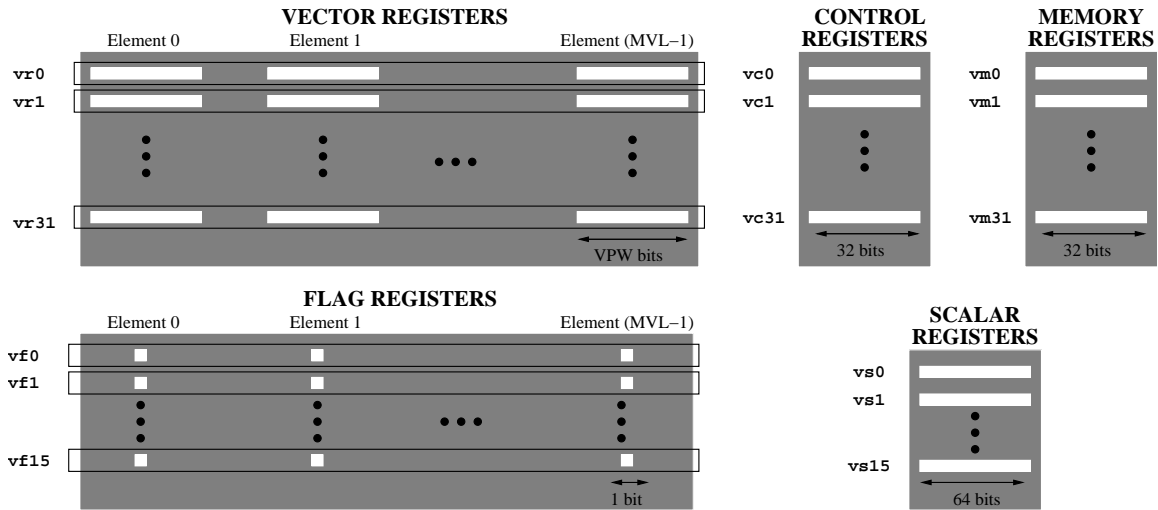 VECTOR REGISTERS
Element 0
Element 1
Element (MVL−1)
vr0
vr1
vr31
VPW bits
CONTROL
REGISTERS
vc0
vc1
vc31
32 bits
MEMORY
REGISTERS
vm0
vm1
vm31
32 bits
FLAG REGISTERS
Element 0
Element 1
Element (MVL−1)
vf0
vf1
vf15
1 bit
SCALAR
REGISTERS
vs0
vs1
vs15
64 bits